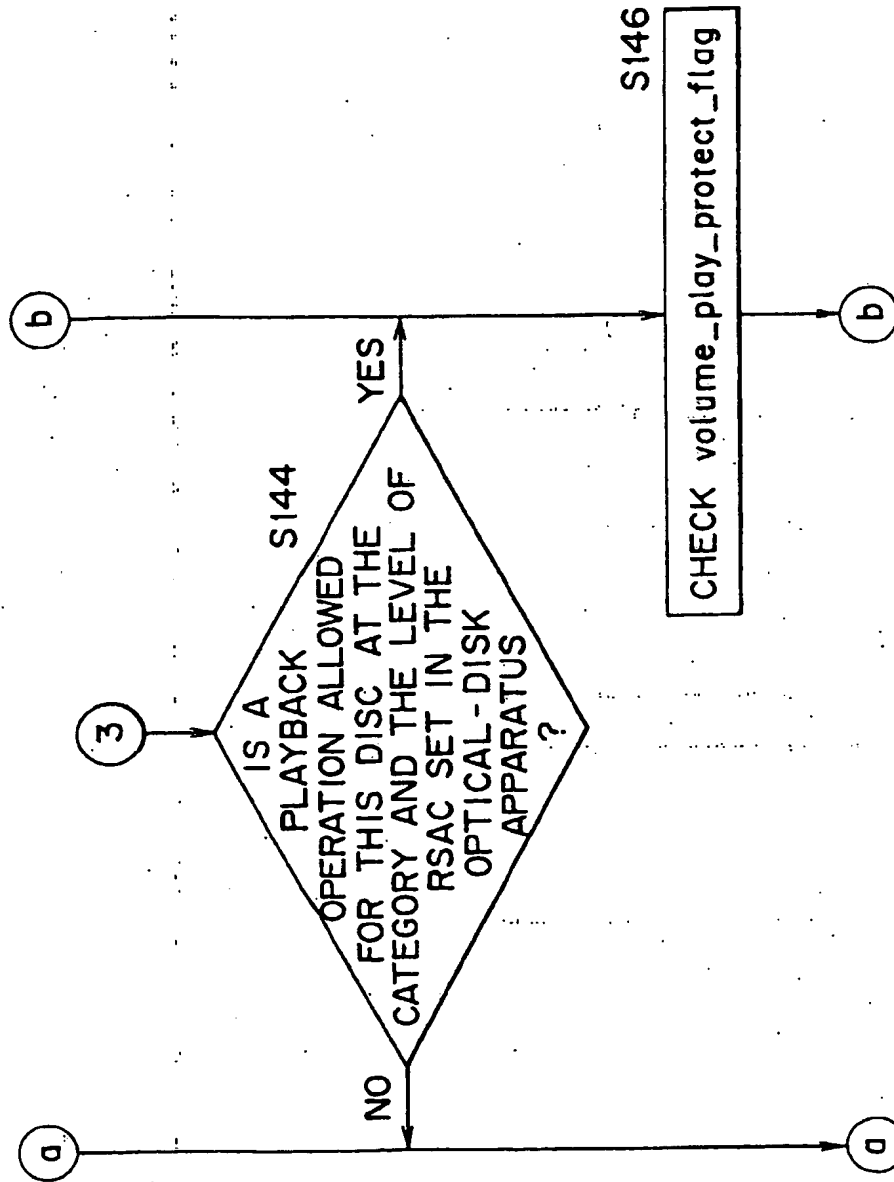 a
3
b
IS A
PLAYBACK
OPERATION ALLOWED
FOR THIS DISC AT THE
CATEGORY AND THE LEVEL OF
RSAC SET IN THE
OPTICAL-DISK
APPARATUS
?
S144
NO
YES
S146
CHECK volume_play_protect_flag
a
b